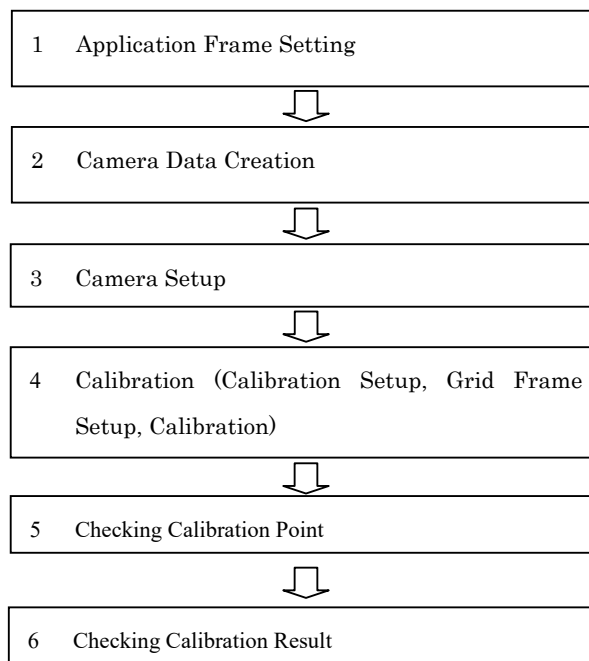 1 Application Frame Setting
2 Camera Data Creation
3 Camera Setup
4 Calibration (Calibration Setup, Grid Frame
Setup, Calibration)
5 Checking Calibration Point
6 Checking Calibration Result